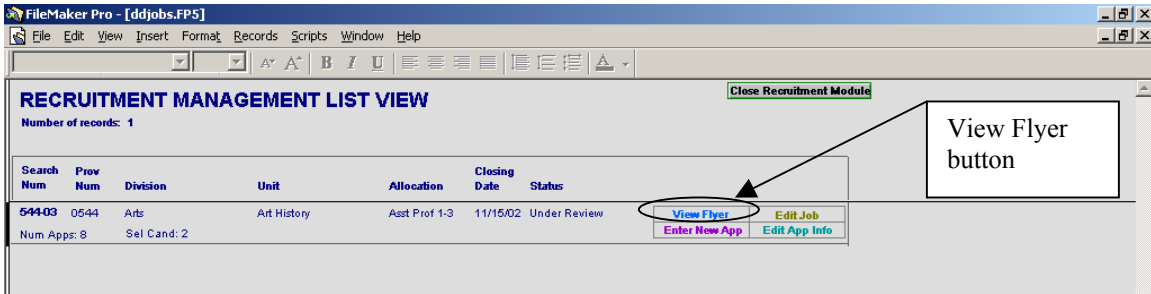 FileMaker Pro - [ddjobs.FP5]
File Edit View Insert Format Records Scripts Window Help
A A B I U A
RECRUITMENT MANAGEMENT LIST VIEW
Close Recruitment Module
Number of records: 1
View Flyer
button
Search Prov Closing
Num Num Division Unit Allocation Date Status
544-03 0544 Arts Art History Asst Prof 1-3 11/15/02 Under Review View Flyer Edit Job
Num Apps: 8 Sel Cand: 2 Enter New App Edit App Info